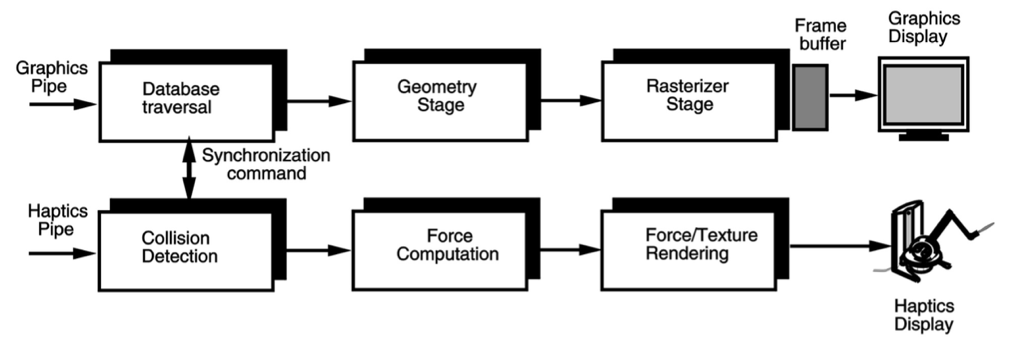 Graphics
Pipe
Database
traversal
Geometry
Stage
Rasterizer
Stage
Frame
buffer
Graphics
Display
Synchronization
command
Haptics
Pipe
Collision
Detection
Force
Computation
Force/Texture
Rendering
Haptics
Display